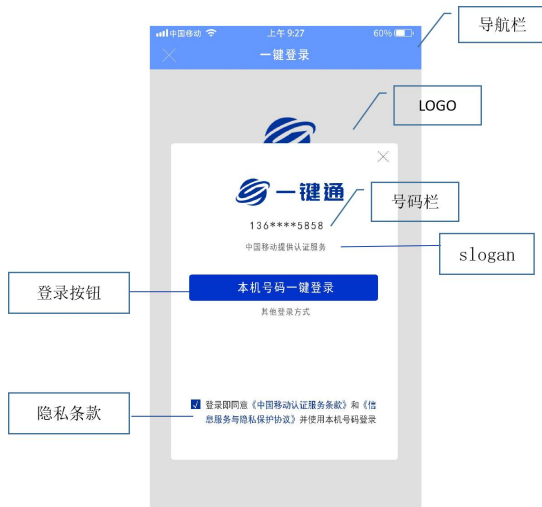 中国移动 上午 9:27 60%
一键登录
导航栏
LOGO
一键通
号码栏
136****5858
中国移动提供认证服务
slogan
登录按钮
本机号码一键登录
其他登录方式
隐私条款
登录即同意《中国移动认证服务条款》和《信
息服务与隐私保护协议》并使用本机号码登录